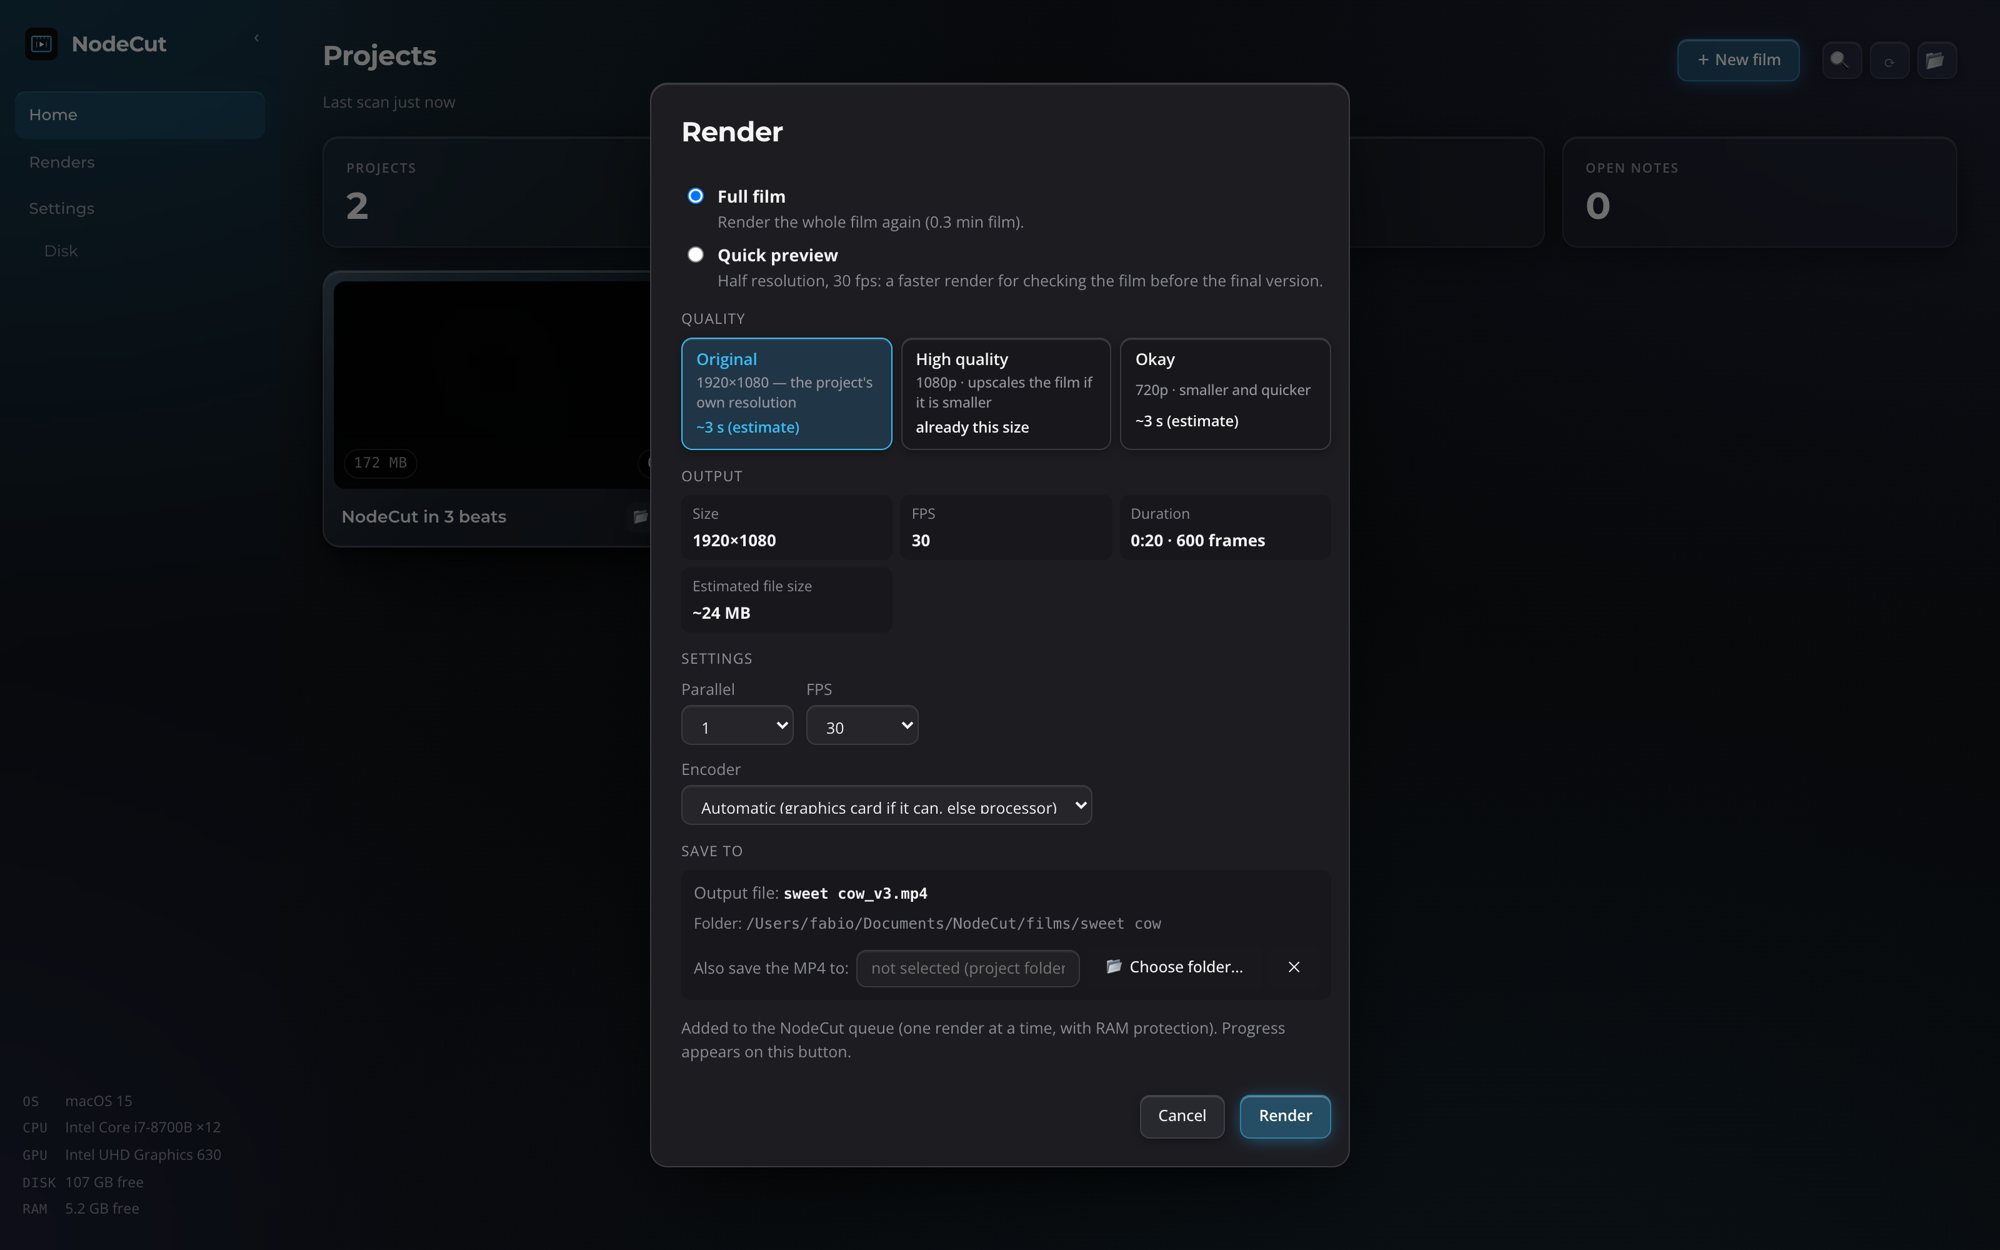 NodeCut
‹
Home
Renders
Settings
Disk
OS macOS 15
CPU Intel Core i7-8700B ×12
GPU Intel UHD Graphics 630
DISK 107 GB free
RAM 5.2 GB free
Projects
Last scan just now
+ New film
PROJECTS
2
OPEN NOTES
0
172 MB
NodeCut in 3 beats
Render
Full film
Render the whole film again (0.3 min film).
Quick preview
Half resolution, 30 fps: a faster render for checking the film before the final version.
QUALITY
Original
1920×1080 — the project's
own resolution
~3 s (estimate)
High quality
1080p · upscales the film if
it is smaller
already this size
Okay
720p · smaller and quicker
~3 s (estimate)
OUTPUT
Size
1920×1080
FPS
30
Duration
0:20 · 600 frames
Estimated file size
~24 MB
SETTINGS
Parallel
1
FPS
30
Encoder
Automatic (graphics card if it can, else processor)
SAVE TO
Output file: sweet cow_v3.mp4
Folder: /Users/fabio/Documents/NodeCut/films/sweet cow
Also save the MP4 to: not selected (project folder
Choose folder...
×
Added to the NodeCut queue (one render at a time, with RAM protection). Progress
appears on this button.
Cancel
Render